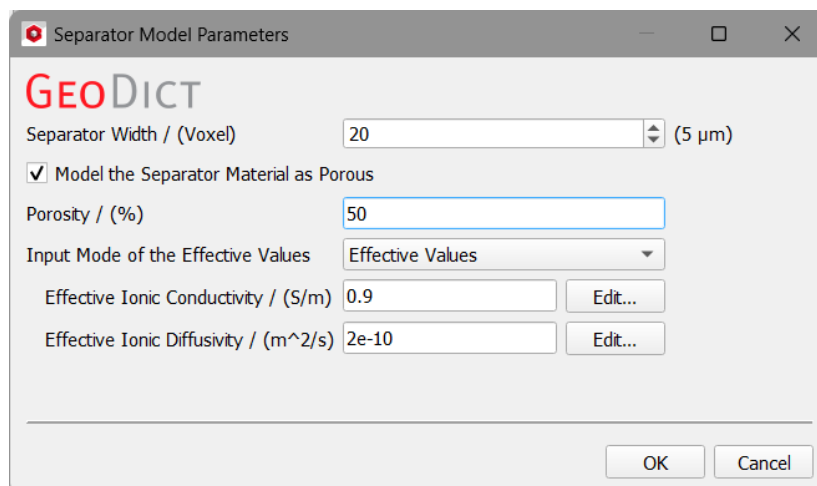 Separator Model Parameters
GEODICT
Separator Width / (Voxel) 20 (5 µm)
Model the Separator Material as Porous
Porosity / (%) 50
Input Mode of the Effective Values Effective Values
Effective Ionic Conductivity / (S/m) 0.9 Edit...
Effective Ionic Diffusivity / (m^2/s) 2e-10 Edit...
OK Cancel